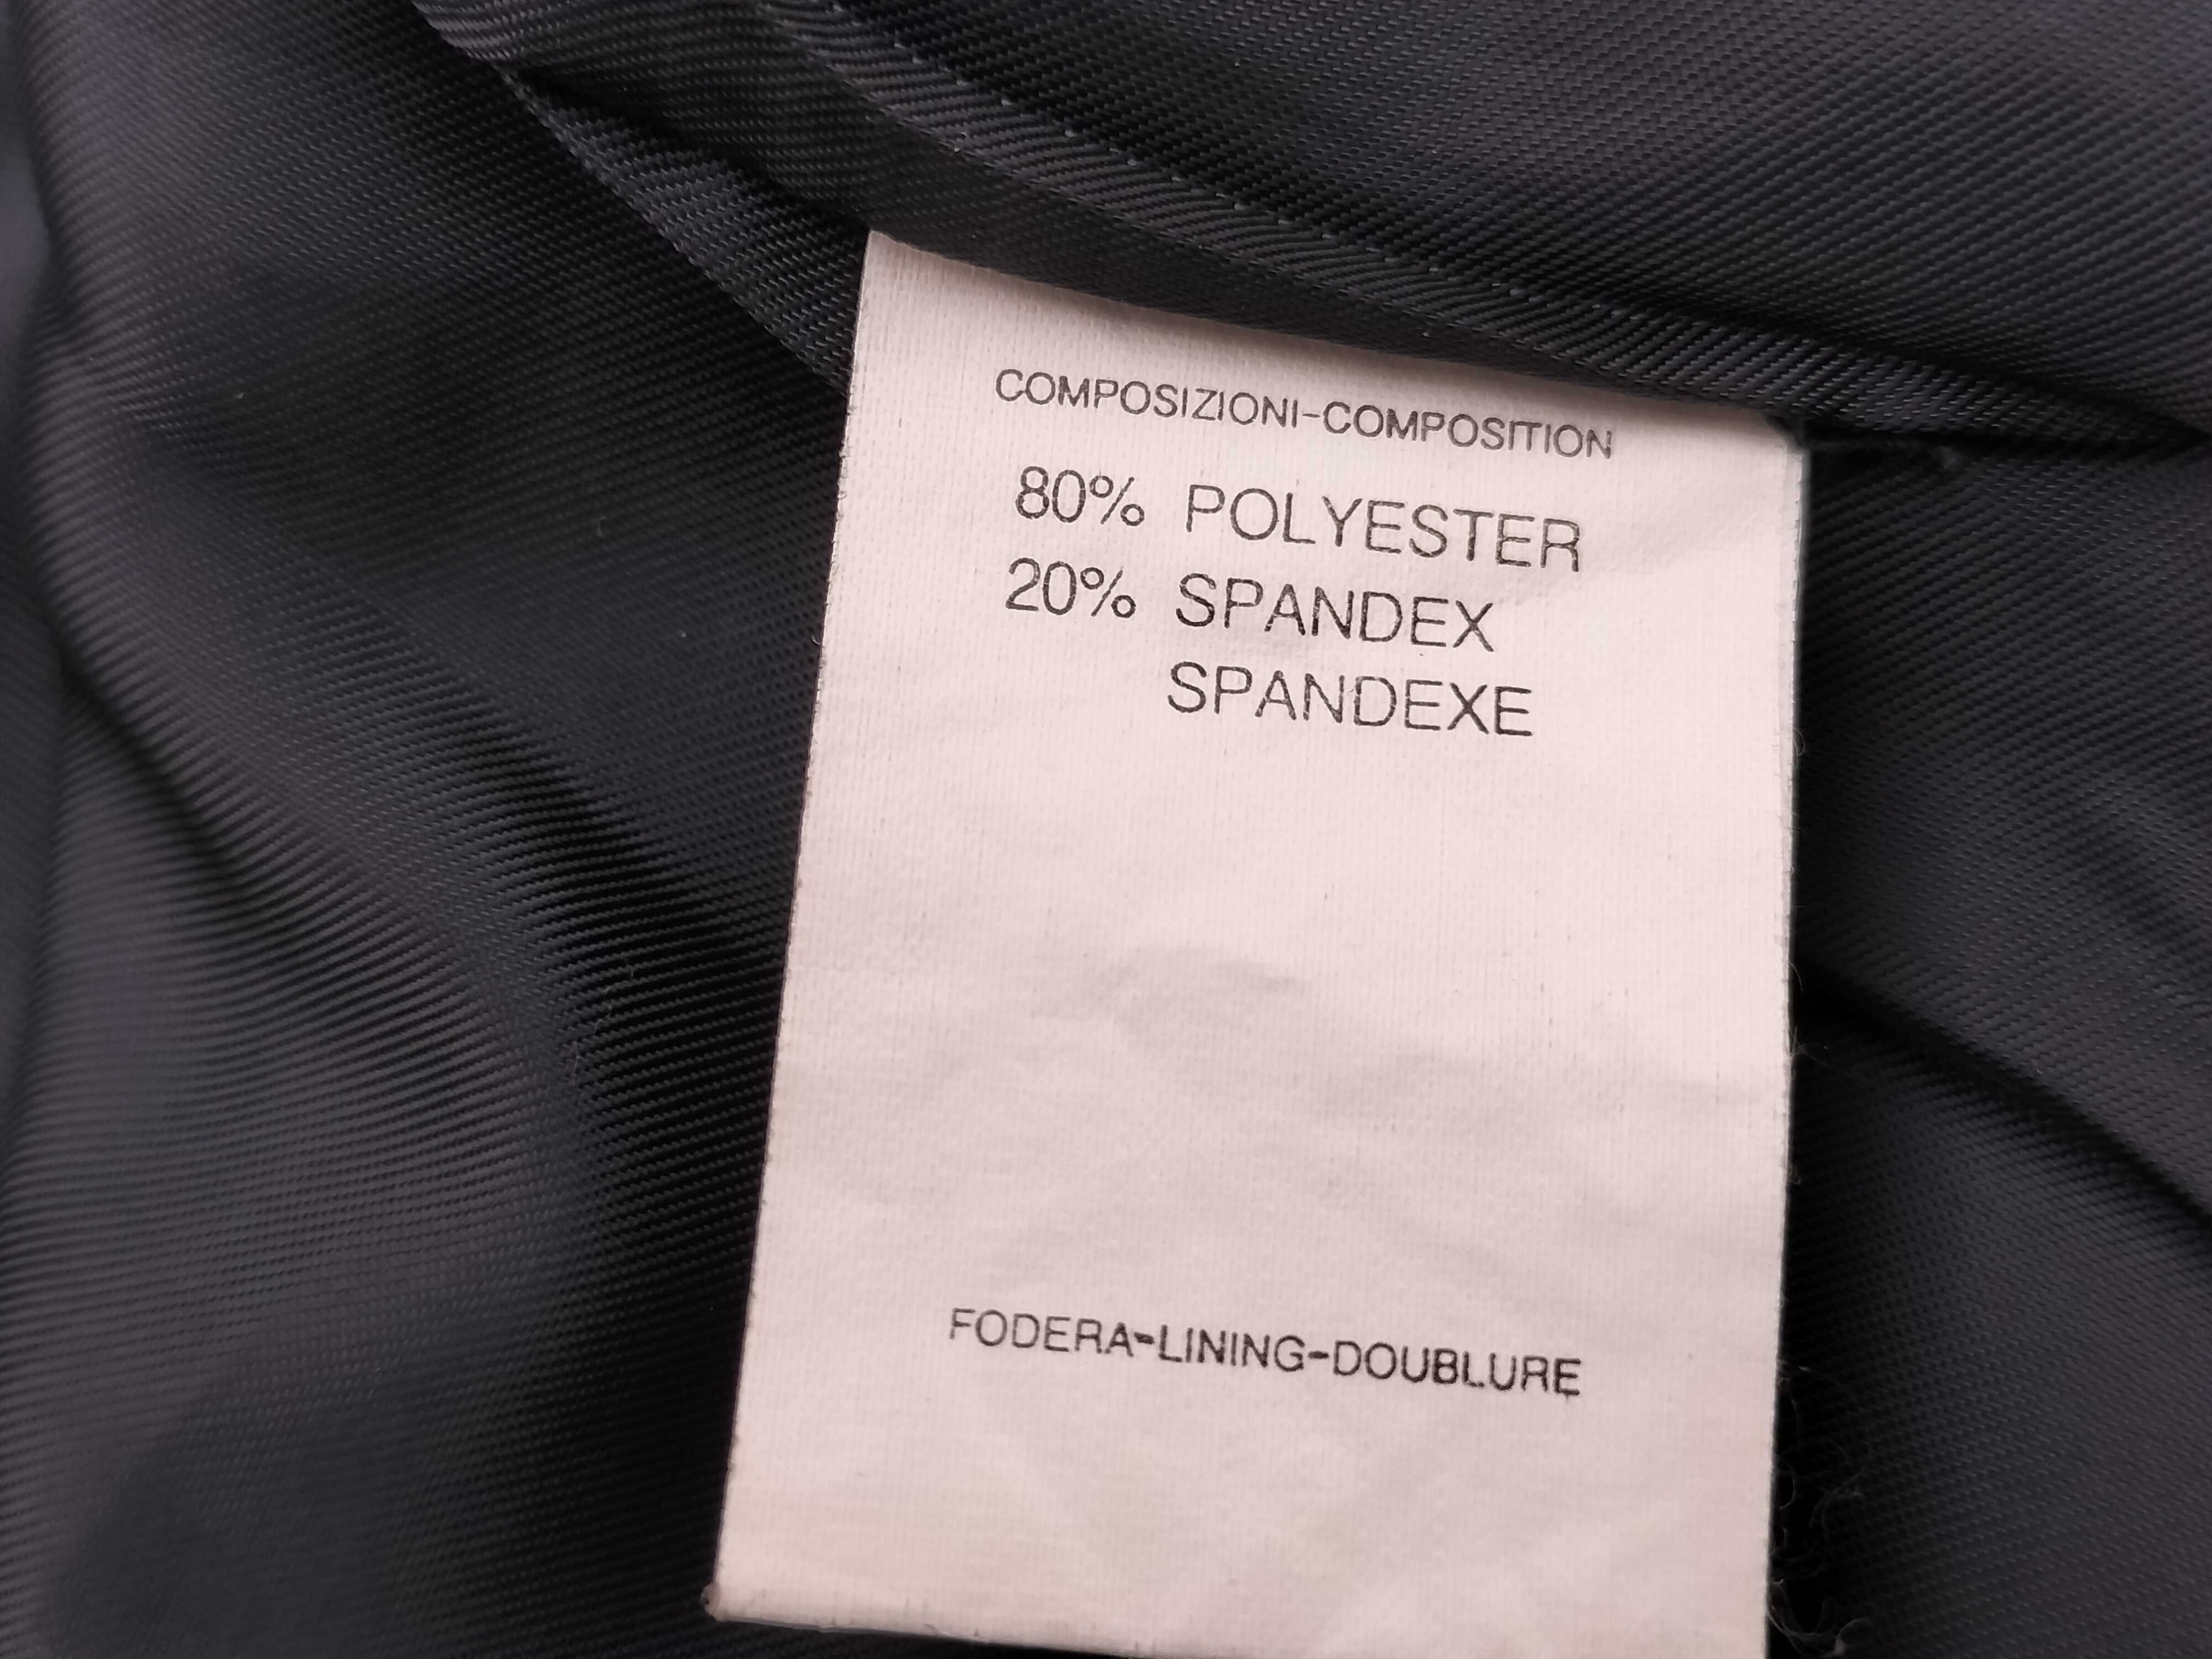 COMPOSIZIONI-COMPOSITION
80% POLYESTER
20% SPANDEX
SPANDEXE
FODERA-LINING-DOUBLURE